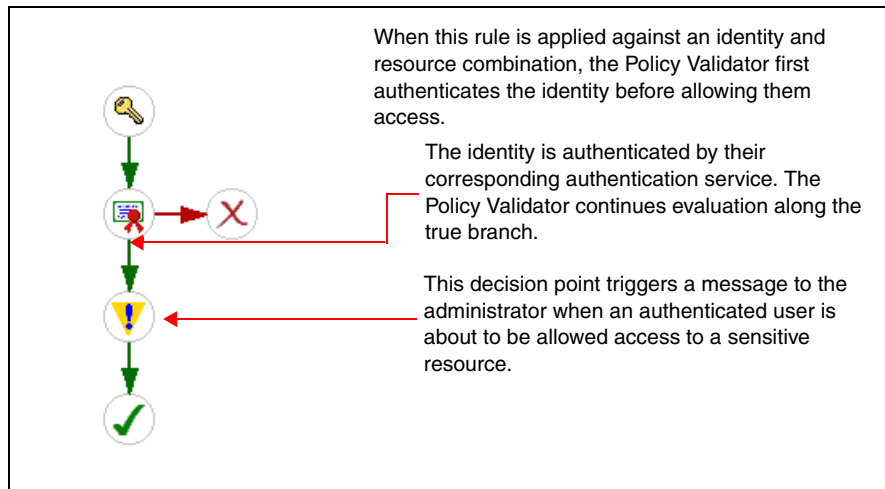 When this rule is applied against an identity and
resource combination, the Policy Validator first
authenticates the identity before allowing them
access.
The identity is authenticated by their
corresponding authentication service. The
Policy Validator continues evaluation along the
true branch.
This decision point triggers a message to the
administrator when an authenticated user is
about to be allowed access to a sensitive
resource.